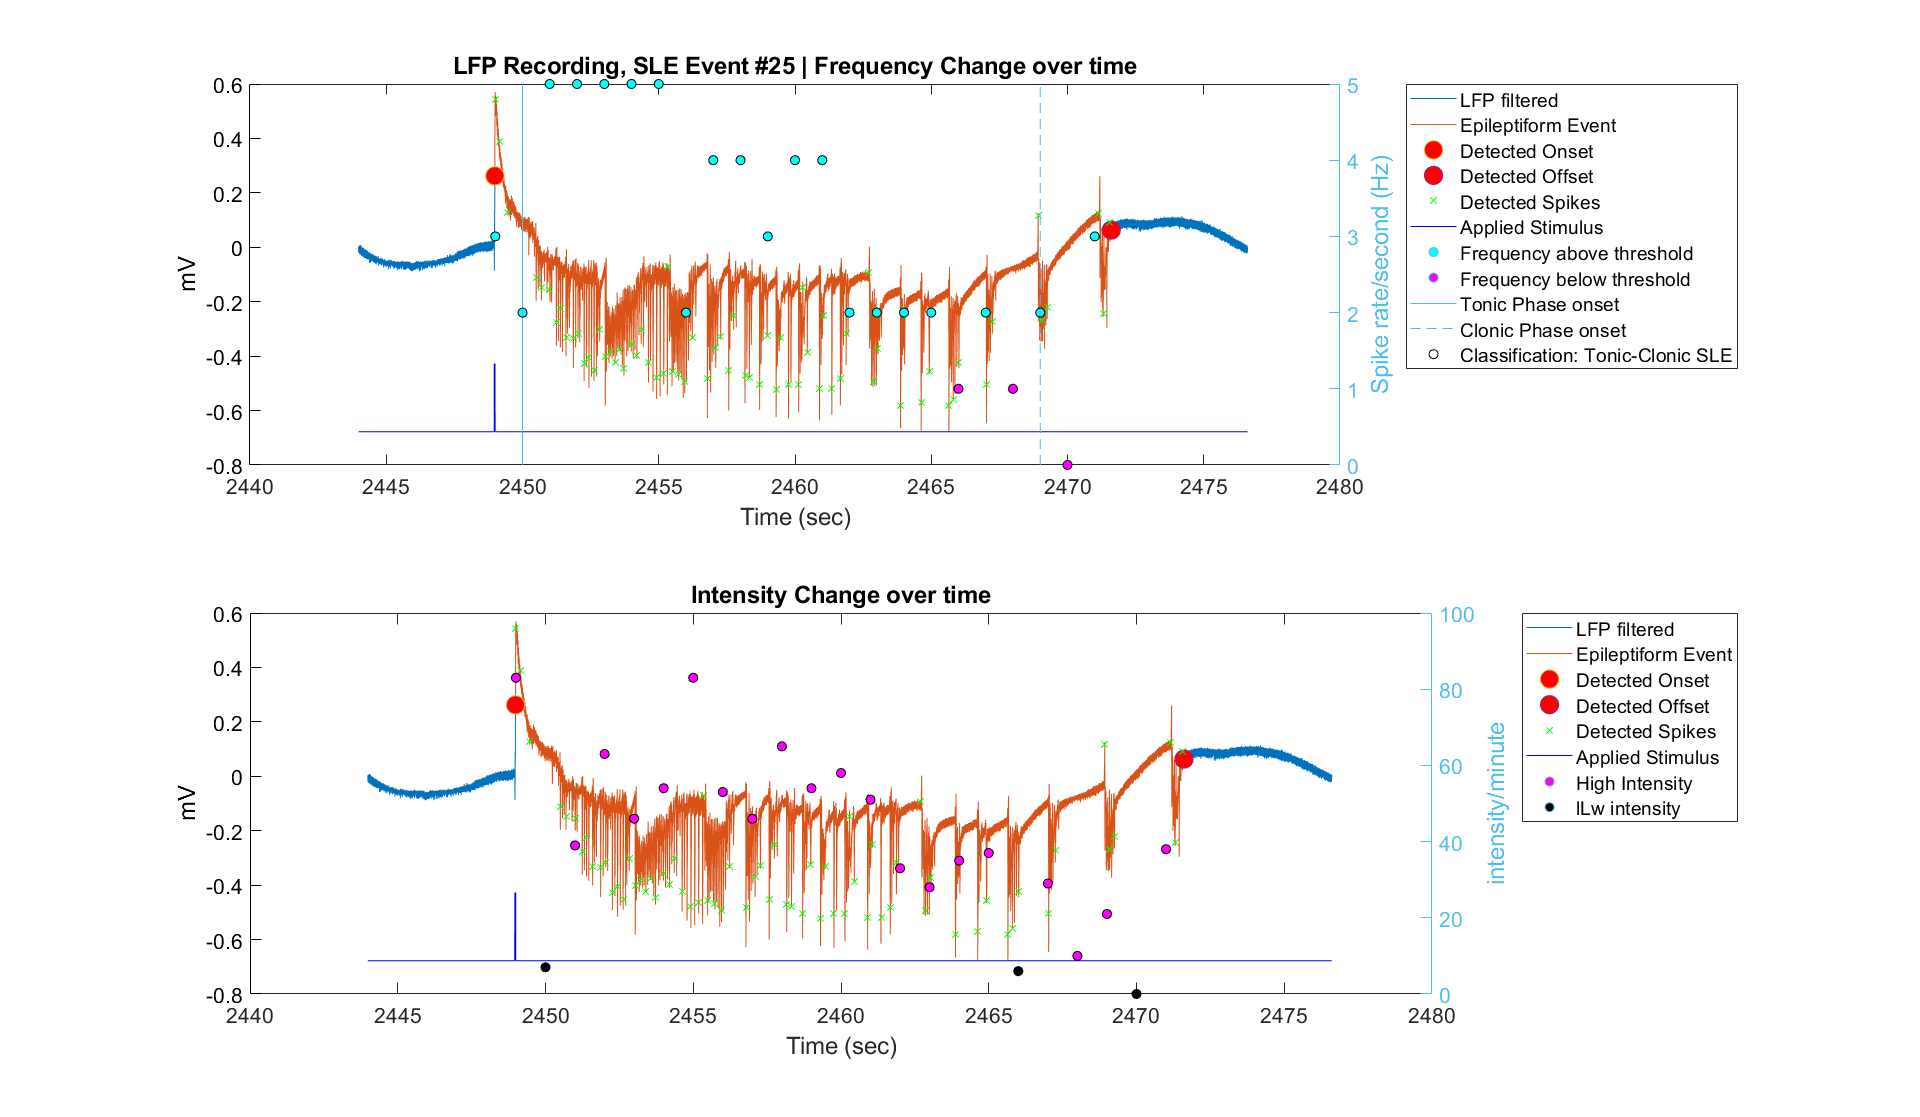 LFP Recording, SLE Event #25 | Frequency Change over time
0.6
0.4
0.2
0
-0.2
-0.4
-0.6
-0.8
mV
5
4
3
2
1
0
Spike rate/second (Hz)
2440 2445 2450 2455 2460 2465 2470 2475 2480
Time (sec)
LFP filtered
Epileptiform Event
Detected Onset
Detected Offset
Detected Spikes
Applied Stimulus
Frequency above threshold
Frequency below threshold
Tonic Phase onset
Clonic Phase onset
Classification: Tonic-Clonic SLE
Intensity Change over time
0.6
0.4
0.2
0
-0.2
-0.4
-0.6
-0.8
mV
100
80
60
40
20
0
intensity/minute
2440 2445 2450 2455 2460 2465 2470 2475 2480
Time (sec)
LFP filtered
Epileptiform Event
Detected Onset
Detected Offset
Detected Spikes
Applied Stimulus
High Intensity
lLw intensity